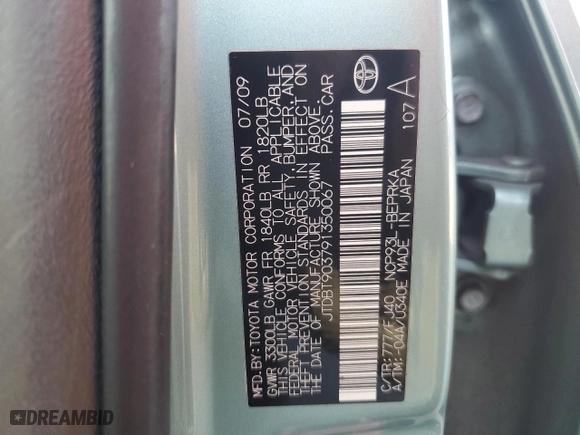 MFD.BY:TOYOTA MOTOR CORPORATION 07/09
GVWR 3300LB GAWR FR 1840LB RR 1820LB
THIS VEHICLE CONFORMS TO ALL APPLICABLE
FEDERAL MOTOR VEHICLE SAFETY,BUMPER,AND
THEFT PREVENTION STANDARDS IN EFFECT ON
THE DATE OF MANUFACTURE SHOWN ABOVE.
JTDBT903791350067 PASS.CAR
C/TR:777/FJ40 NCP93L-BEPRKA
A/TM:-04A/U340E MADE IN JAPAN
107 A
DREAMBID